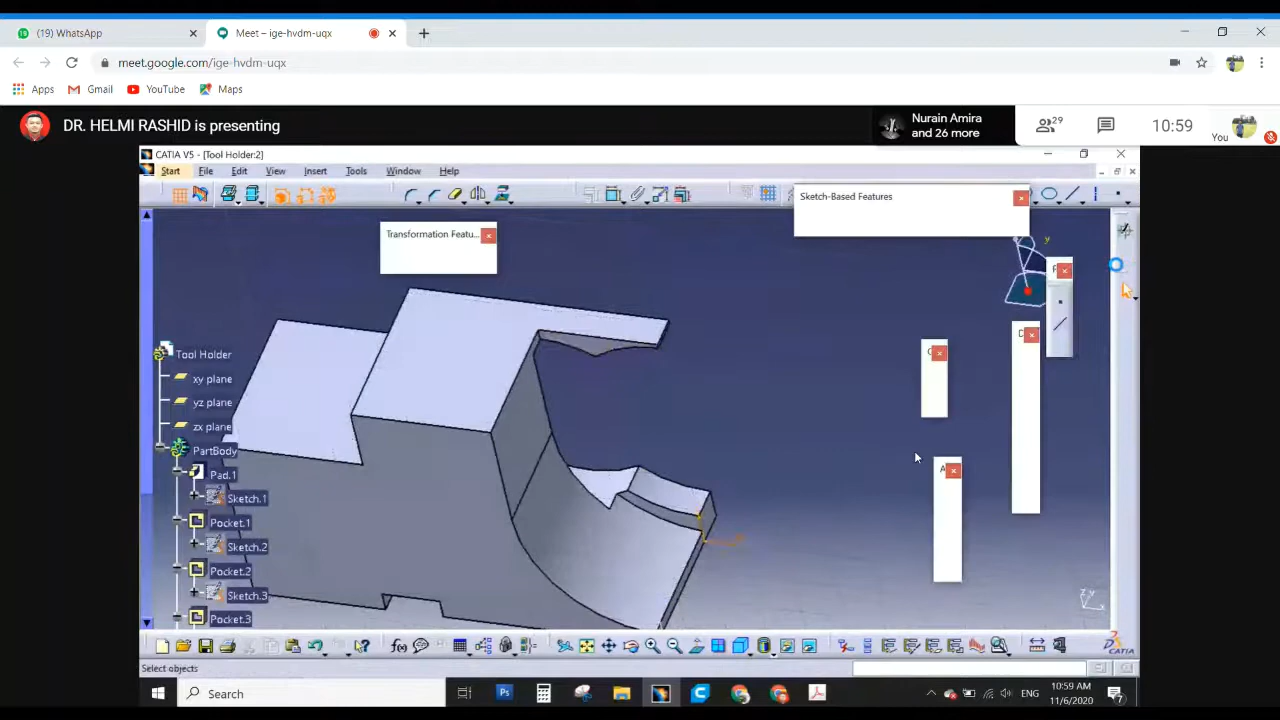 (19) WhatsApp
Meet – ige-hvdm-uqx
meet.google.com/ige-hvdm-uqx
Apps
Gmail
YouTube
Maps
DR. HELMI RASHID is presenting
Nurain Amira
and 26 more
29
10:59
You
CATIA V5 - [Tool Holder:2]
Start
File
Edit
View
Insert
Tools
Window
Help
Sketch-Based Features
Transformation Featu...
y
Tool Holder
xy plane
yz plane
zx plane
PartBody
Pad.1
Sketch.1
Pocket.1
Sketch.2
Pocket.2
Sketch.3
Pocket.3
f(x)
CATIA
Select objects
Search
Ps
ENG
10:59 AM
11/6/2020